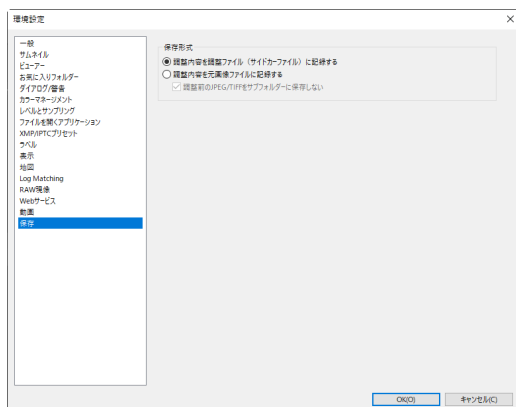 環境設定
一般
サムネイル
ビューアー
お気に入りフォルダー
ダイアログ/警告
カラーマネージメント
レベルとサンプリング
ファイルを開くアプリケーション
XMP/IPTCプリセット
ラベル
表示
地図
Log Matching
RAW現像
Webサービス
動画
保存
保存形式
調整内容を調整ファイル（サイドカーファイル）に記録する
調整内容を元画像ファイルに記録する
調整前のJPEG/TIFFをサブフォルダーに保存しない
OK(O)
キャンセル(C)